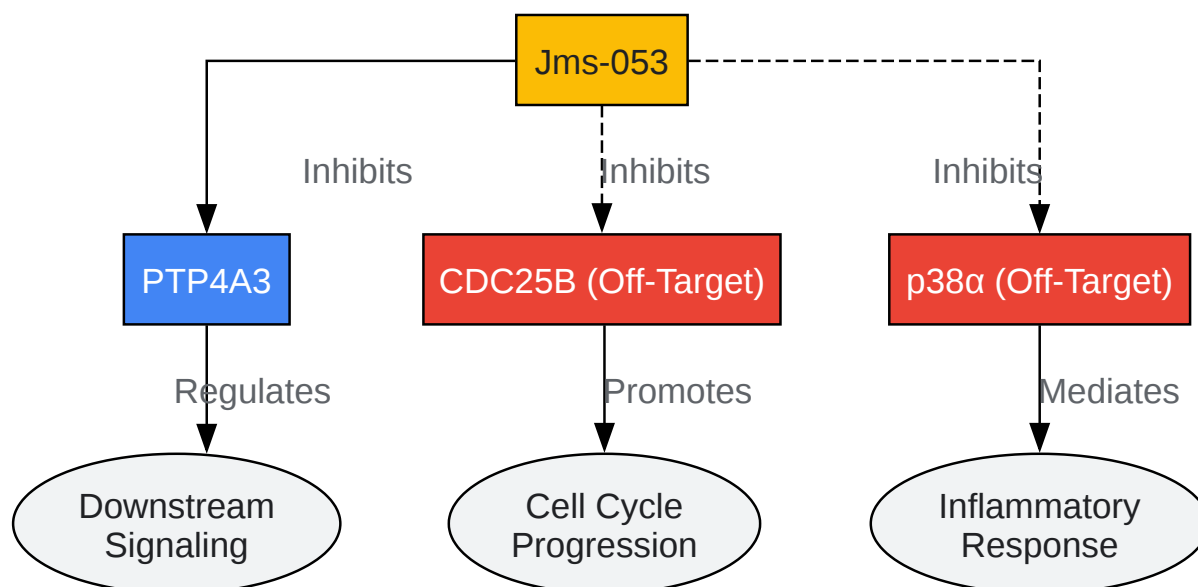 Jms-053
Inhibits
Inhibits
Inhibits
PTP4A3
CDC25B (Off-Target)
p38α (Off-Target)
Regulates
Promotes
Mediates
Downstream
Signaling
Cell Cycle
Progression
Inflammatory
Response